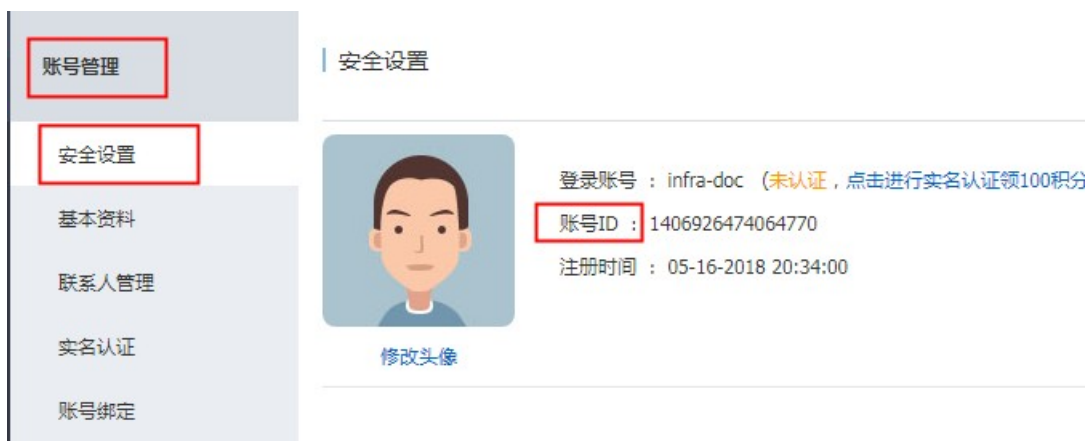 账号管理
安全设置
基本资料
联系人管理
实名认证
账号绑定
安全设置
修改头像
登录账号 : infra-doc (未认证，点击进行实名认证领100积分
账号ID : 1406926474064770
注册时间 : 05-16-2018 20:34:00